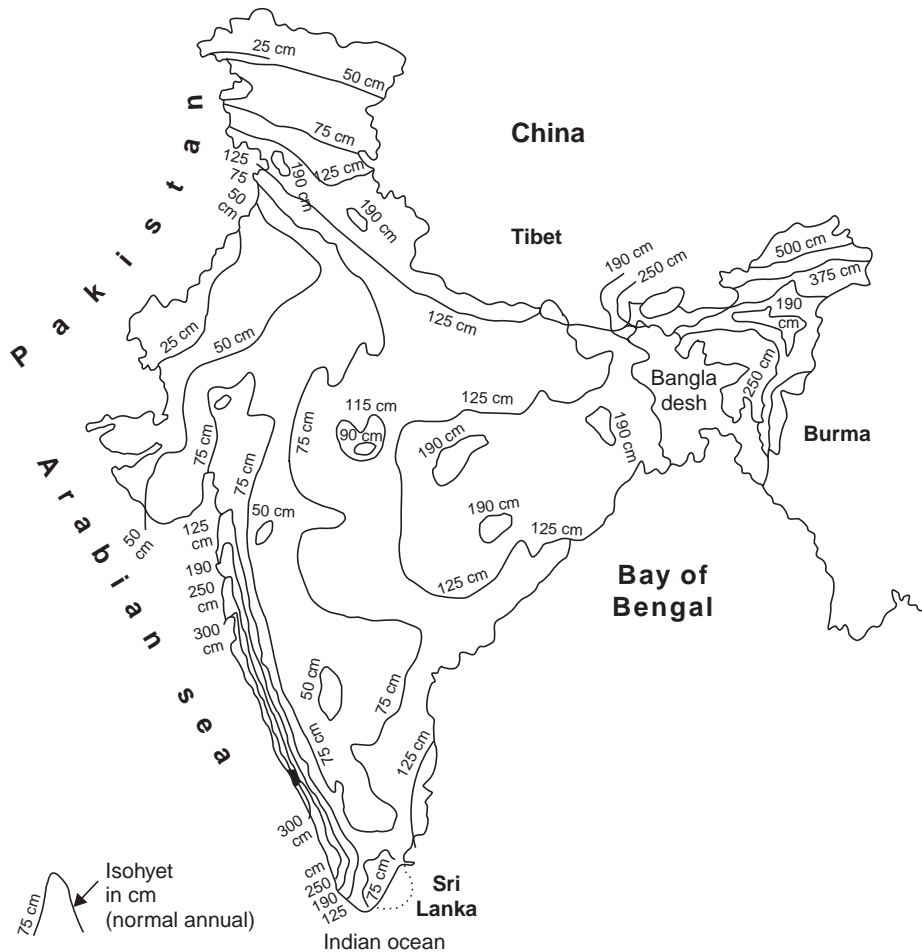 25 cm
50 cm
75 cm
China
125 cm
190 cm
125
75
50
cm
190 cm
Tibet
Pakistan
190 cm
250 cm
500 cm
375 cm
190
cm
125 cm
50 cm
25 cm
250 cm
Bangla
desh
Burma
115 cm
90 cm
125 cm
75 cm
75 cm
75 cm
190 cm
190 cm
Arabian sea
50 cm
190 cm
50
cm
125
cm
190
250
cm
300
cm
125 cm
125 cm
Bay of
Bengal
50 cm
75 cm
75 cm
125 cm
300
cm
cm
250
190
125
75 cm
Sri
Lanka
Indian ocean
75 cm
Isohyet
in cm
(normal annual)